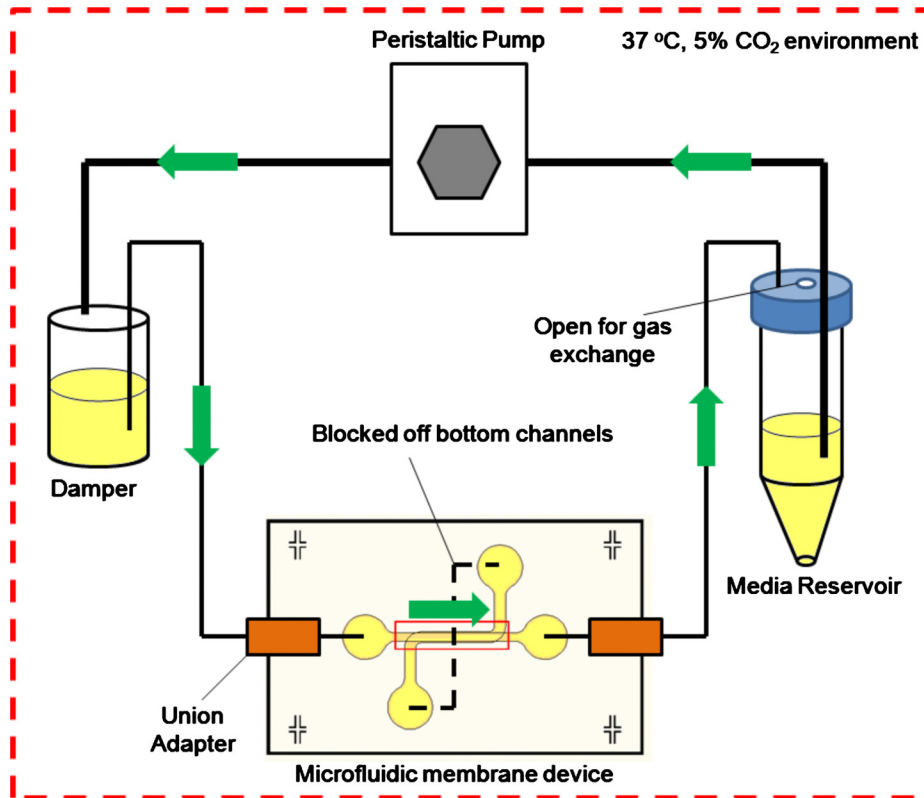 Peristaltic Pump
37 ºC, 5% CO₂ environment
Open for gas
exchange
Blocked off bottom channels
Damper
Media Reservoir
Union
Adapter
Microfluidic membrane device